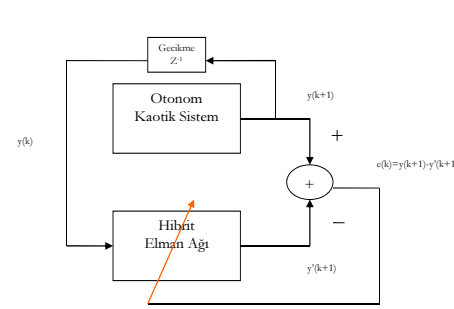 Gecikme
Z⁻¹
Otonom
Kaotik Sistem
y(k+1)
+
y(k)
e(k)=y(k+1)-y'(k+1
+
−
Hibrit
Elman Ağı
y'(k+1)